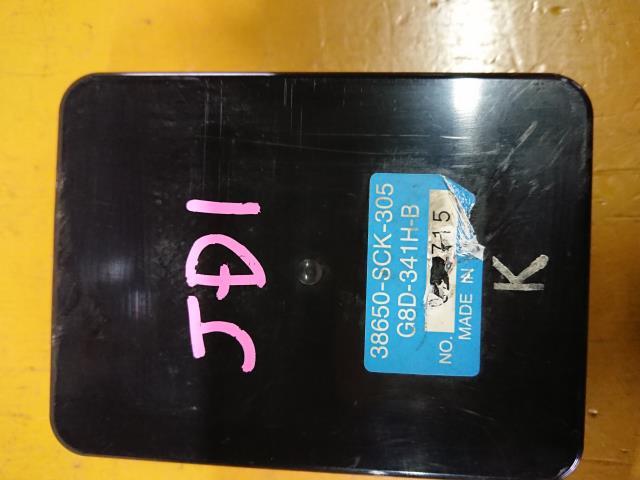 JD1
38650-SCK-305
G8D-341H-B
NO. 715
MADE IN
K